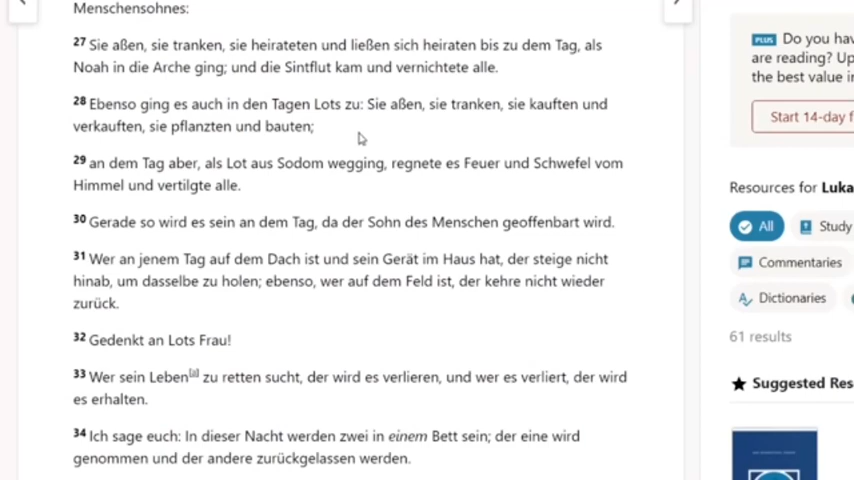 Menschensohnes:
27 Sie aßen, sie tranken, sie heirateten und ließen sich heiraten bis zu dem Tag, als
Noah in die Arche ging; und die Sintflut kam und vernichtete alle.
28 Ebenso ging es auch in den Tagen Lots zu: Sie aßen, sie tranken, sie kauften und
verkauften, sie pflanzten und bauten;
29 an dem Tag aber, als Lot aus Sodom wegging, regnete es Feuer und Schwefel vom
Himmel und vertilgte alle.
30 Gerade so wird es sein an dem Tag, da der Sohn des Menschen geoffenbart wird.
31 Wer an jenem Tag auf dem Dach ist und sein Gerät im Haus hat, der steige nicht
hinab, um dasselbe zu holen; ebenso, wer auf dem Feld ist, der kehre nicht wieder
zurück.
32 Gedenkt an Lots Frau!
33 Wer sein Leben[a] zu retten sucht, der wird es verlieren, und wer es verliert, der wird
es erhalten.
34 Ich sage euch: In dieser Nacht werden zwei in einem Bett sein; der eine wird
genommen und der andere zurückgelassen werden.
PLUS Do you hav
are reading? Up
the best value i
Start 14-day f
Resources for Luka
All Study
Commentaries
Dictionaries
61 results
Suggested Res